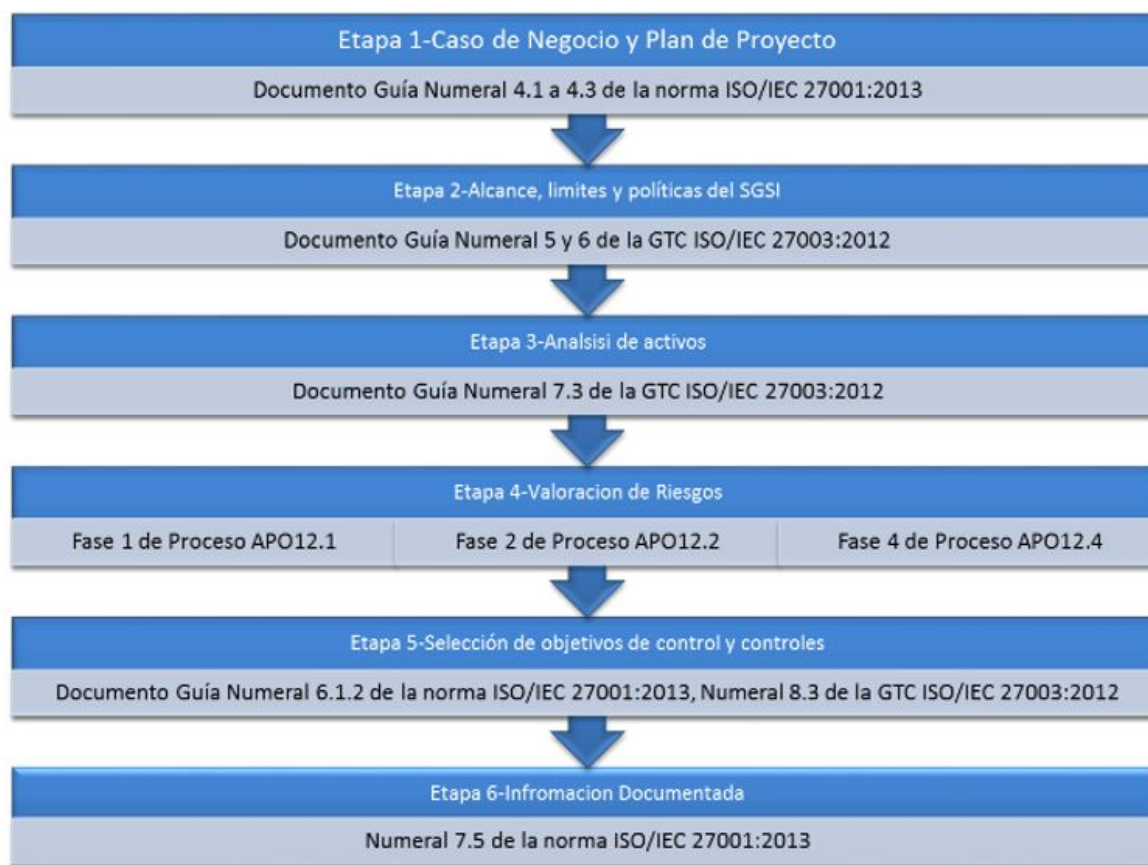 Etapa 1-Caso de Negocio y Plan de Proyecto
Documento Guía Numeral 4.1 a 4.3 de la norma ISO/IEC 27001:2013
Etapa 2-Alcance, limites y políticas del SGSI
Documento Guía Numeral 5 y 6 de la GTC ISO/IEC 27003:2012
Etapa 3-Analsisi de activos
Documento Guía Numeral 7.3 de la GTC ISO/IEC 27003:2012
Etapa 4-Valoracion de Riesgos
Fase 1 de Proceso APO12.1 Fase 2 de Proceso APO12.2 Fase 4 de Proceso APO12.4
Etapa 5-Selección de objetivos de control y controles
Documento Guía Numeral 6.1.2 de la norma ISO/IEC 27001:2013, Numeral 8.3 de la GTC ISO/IEC 27003:2012
Etapa 6-Infromacion Documentada
Numeral 7.5 de la norma ISO/IEC 27001:2013